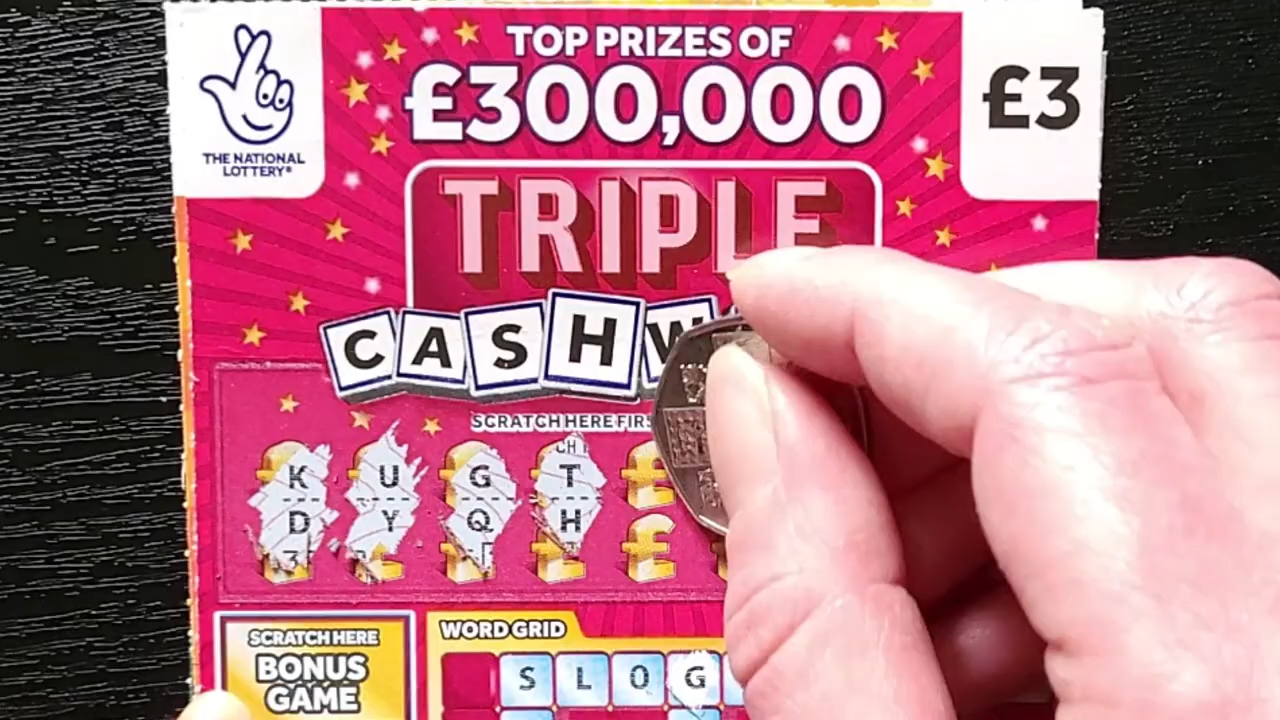 TOP PRIZES OF
£300,000
£3
THE NATIONAL
LOTTERY®
TRIPLE
CASHW
SCRATCH HERE FIRS
K U G T
D Y Q H
SCRATCH HERE
BONUS
GAME
WORD GRID
S L O G